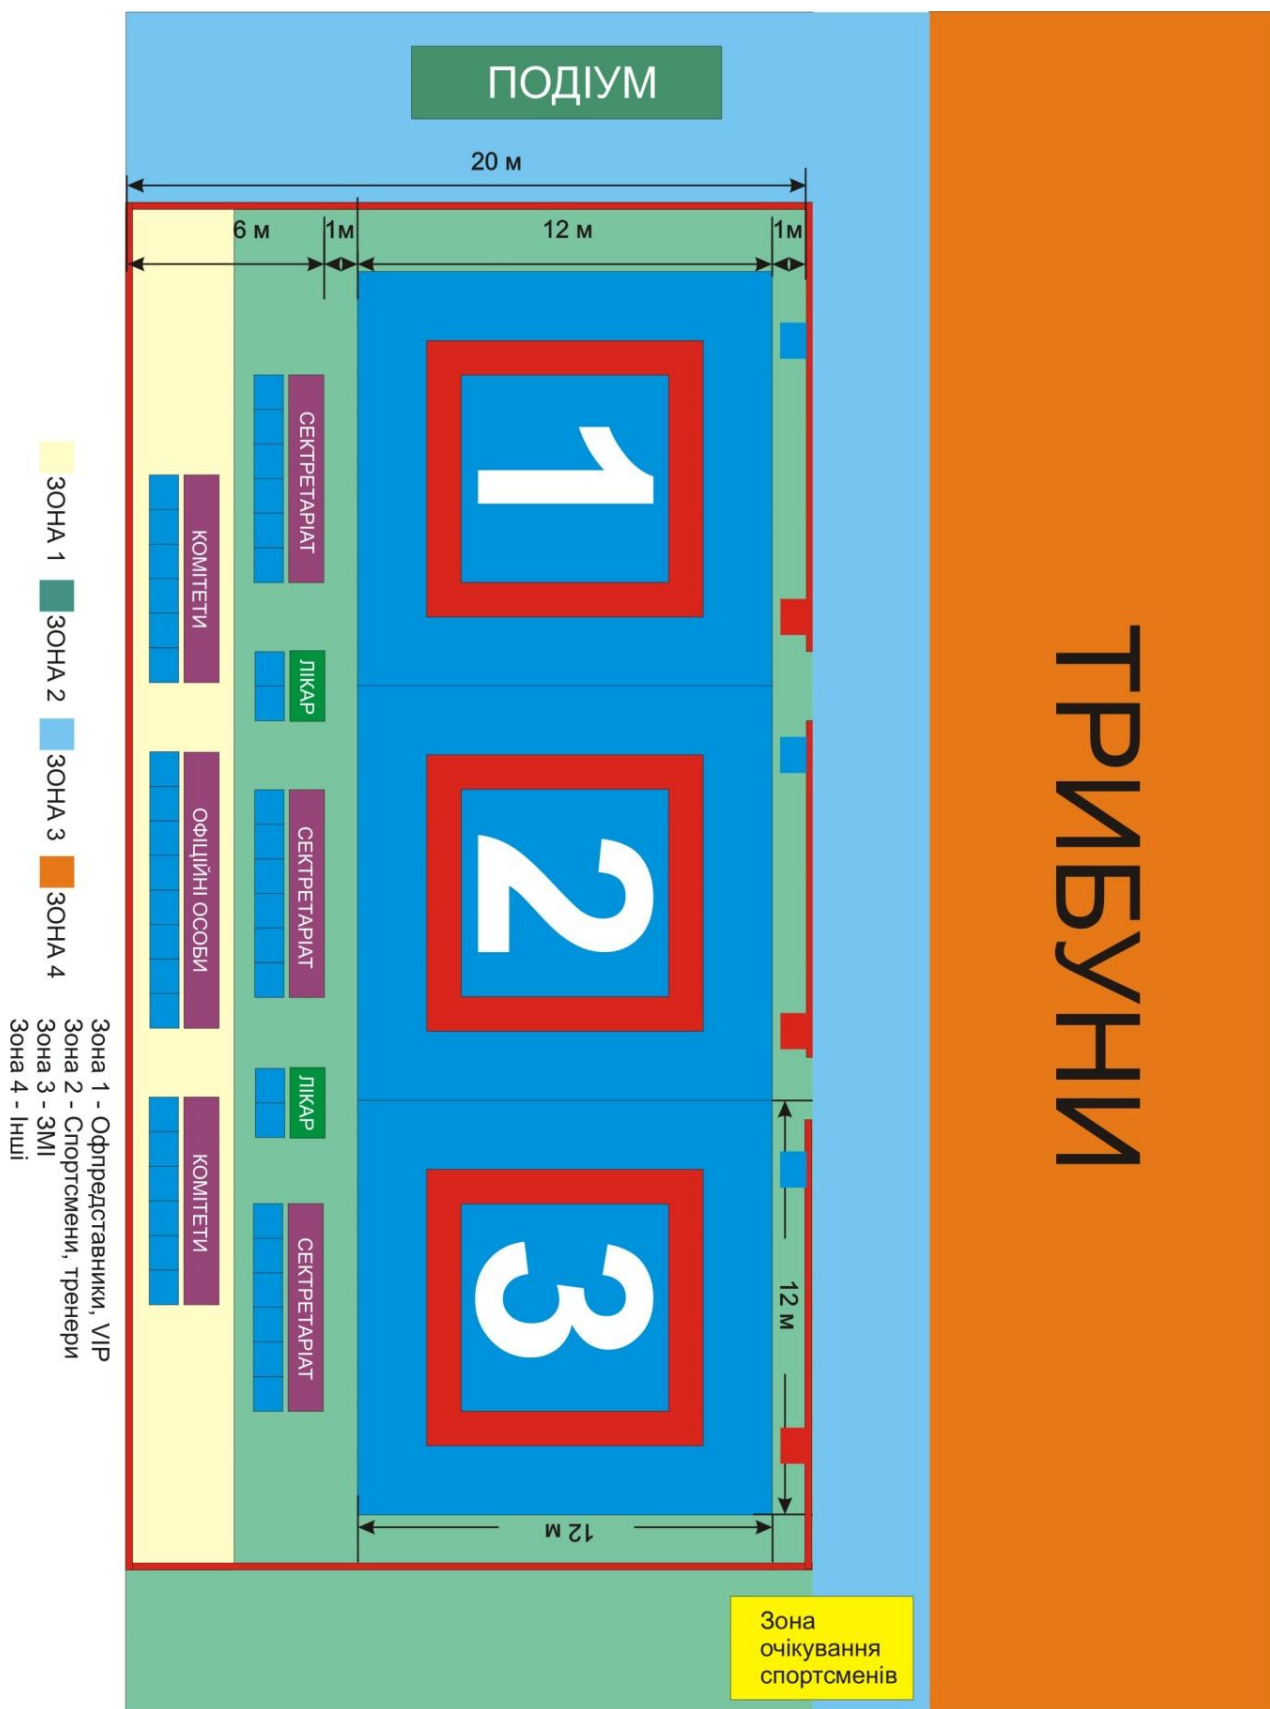 ПОДІУМ
20 м
6 м
1м
12 м
1м
СЕКТРЕТАРІАТ
1
КОМІТЕТИ
ЛІКАР
ОФІЦІЙНІ ОСОБИ
СЕКТРЕТАРІАТ
2
ТРИБУНИ
ЛІКАР
КОМІТЕТИ
СЕКТРЕТАРІАТ
3
12 м
12 м
Зона
очікування
спортсменів
ЗОНА 1
ЗОНА 2
ЗОНА 3
ЗОНА 4
Зона 1 - Офпредставники, VIP
Зона 2 - Спортсмени, тренери
Зона 3 - ЗМІ
Зона 4 - Інші